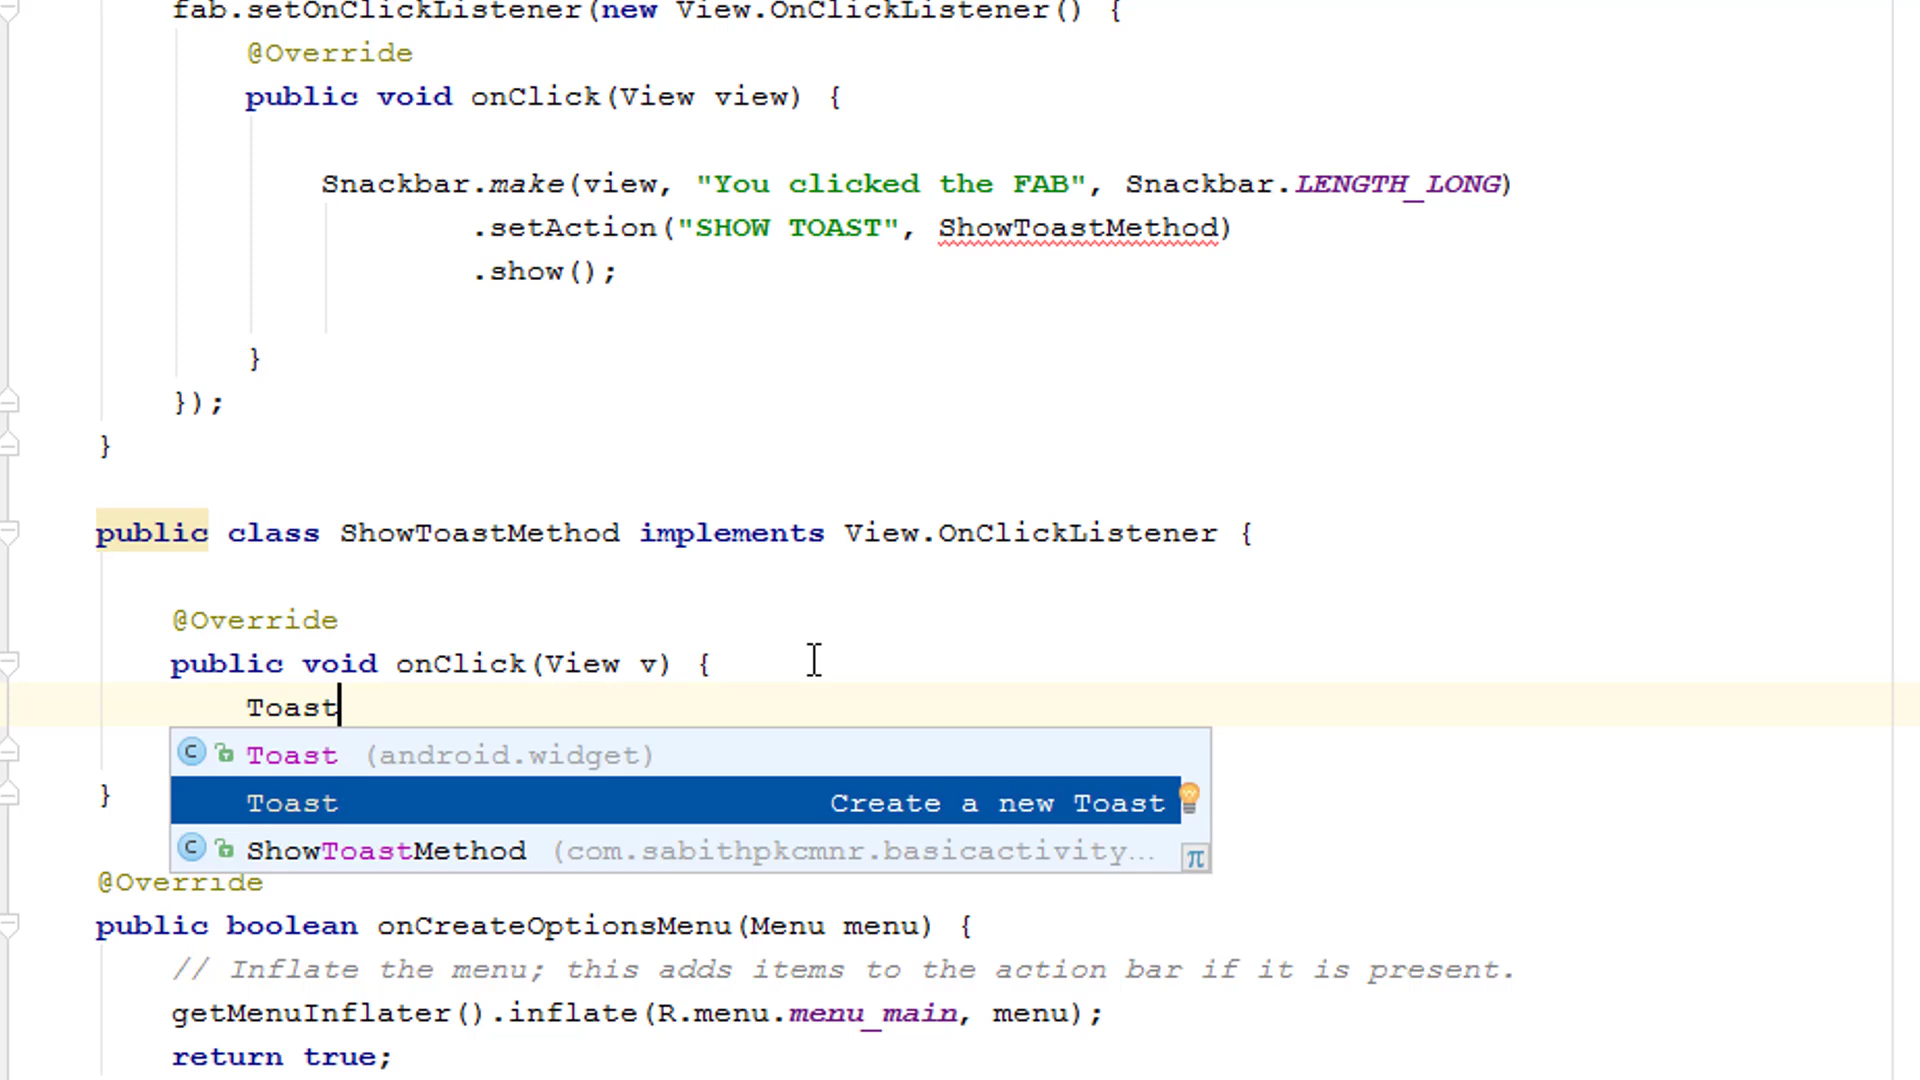 fab.setOnClickListener(new View.OnClickListener() {
@Override
public void onClick(View view) {
Snackbar.make(view, "You clicked the FAB", Snackbar.LENGTH_LONG)
.setAction("SHOW TOAST", ShowToastMethod)
.show();
}
});
}
public class ShowToastMethod implements View.OnClickListener {
@Override
public void onClick(View v) {
Toast
C Toast (android.widget)
Toast Create a new Toast
C ShowToastMethod (com.sabithpkcmnr.basicactivity... π
}
@Override
public boolean onCreateOptionsMenu(Menu menu) {
// Inflate the menu; this adds items to the action bar if it is present.
getMenuInflater().inflate(R.menu.menu_main, menu);
return true;